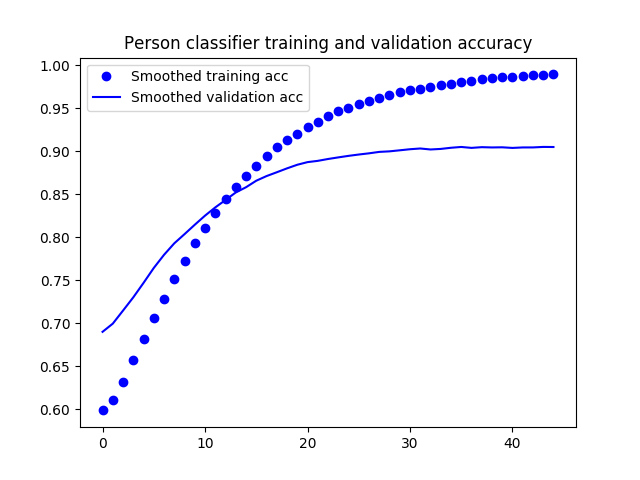 Person classifier training and validation accuracy
1.00
Smoothed training acc
Smoothed validation acc
0.95
0.90
0.85
0.80
0.75
0.70
0.65
0.60
0 10 20 30 40